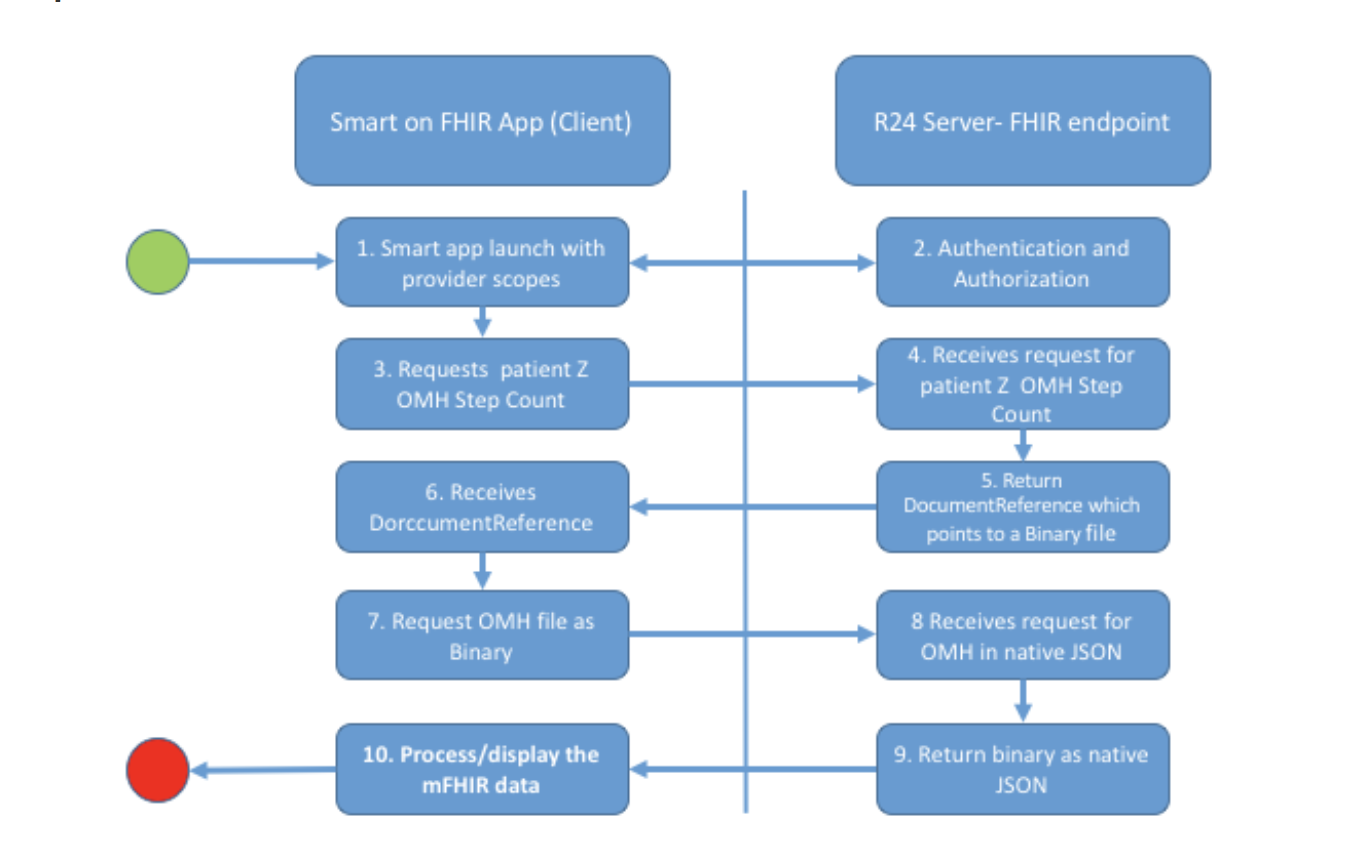 Smart on FHIR App (Client)
R24 Server- FHIR endpoint
1. Smart app launch with
provider scopes
2. Authentication and
Authorization
3. Requests patient Z
OMH Step Count
4. Receives request for
patient Z OMH Step
Count
6. Receives
DorccumentReference
5. Return
DocumentReference which
points to a Binary file
7. Request OMH file as
Binary
8 Receives request for
OMH in native JSON
10. Process/display the
mFHIR data
9. Return binary as native
JSON